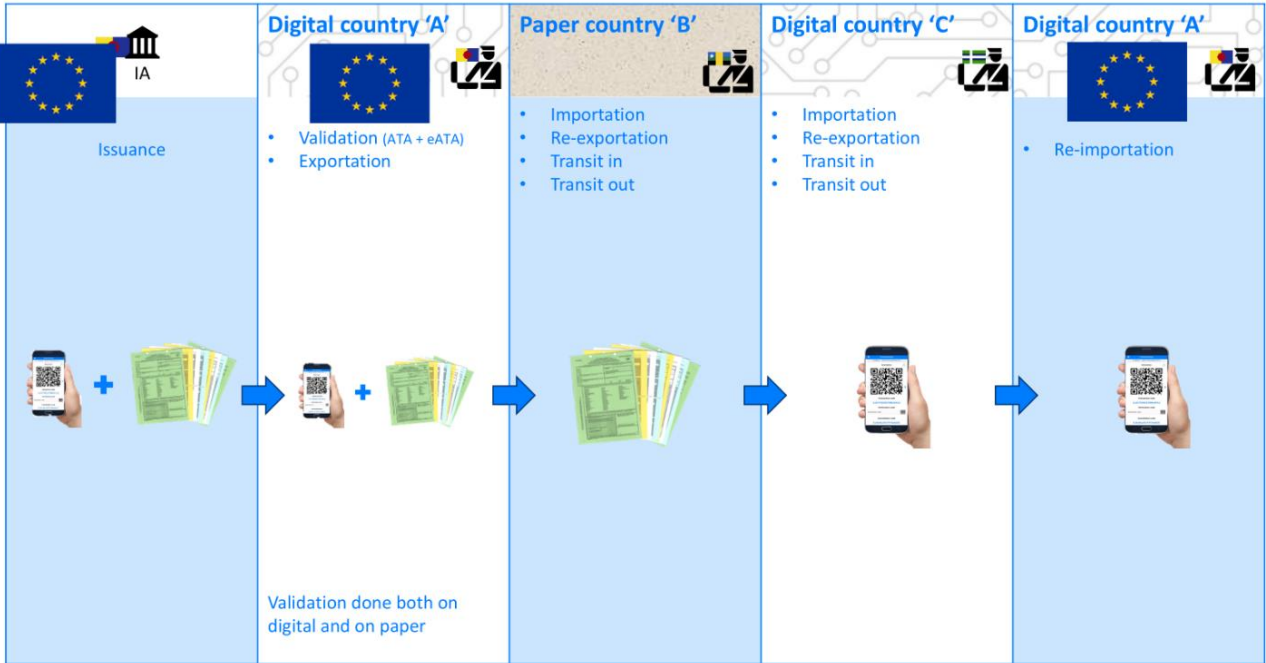 IA
Issuance
Digital country ‘A’
• Validation (ATA + eATA)
• Exportation
Validation done both on
digital and on paper
Paper country ‘B’
• Importation
• Re-exportation
• Transit in
• Transit out
Digital country ‘C’
• Importation
• Re-exportation
• Transit in
• Transit out
Digital country ‘A’
• Re-importation